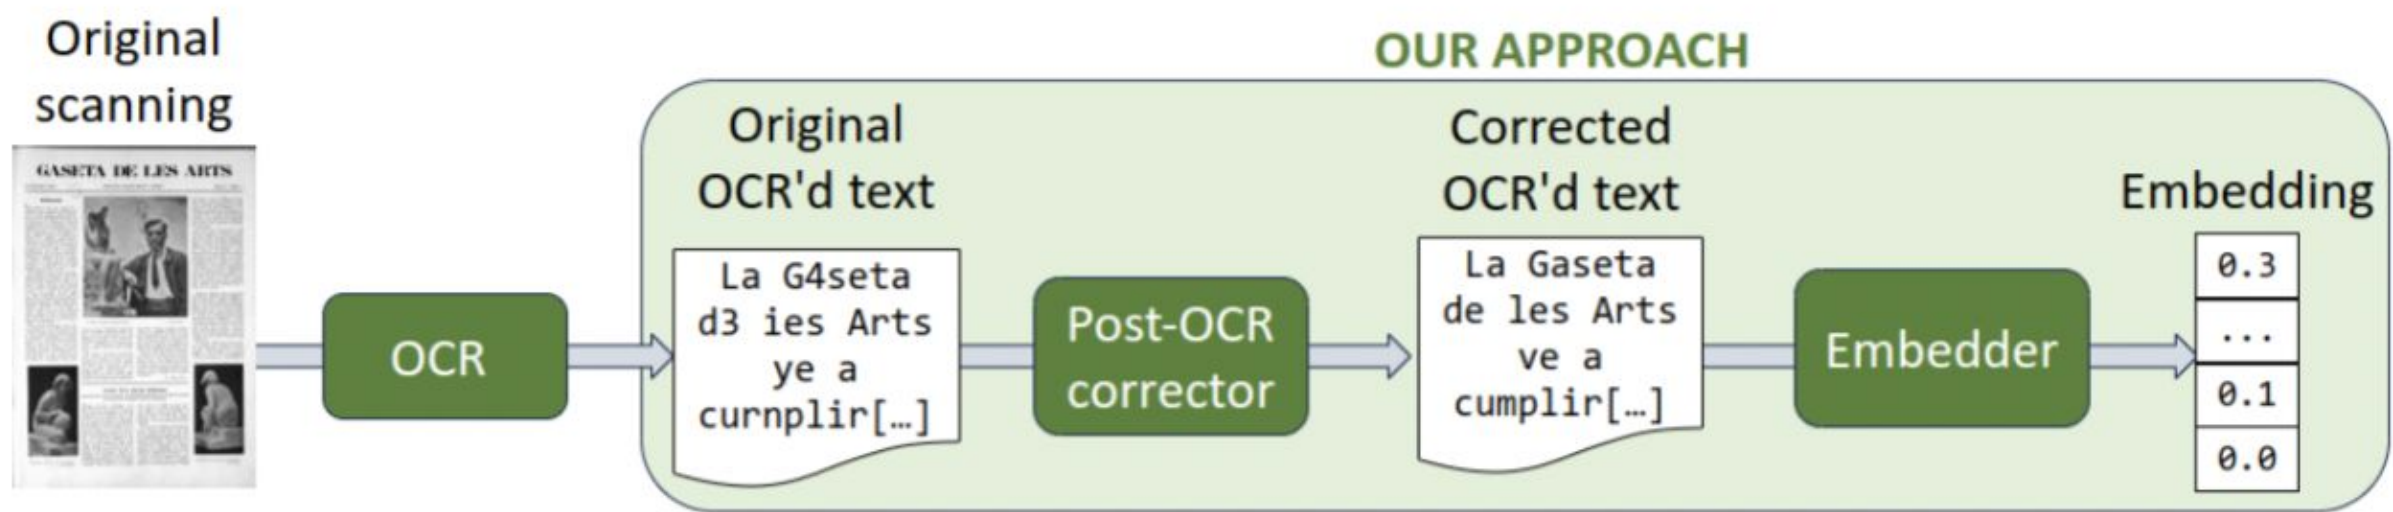 Original
scanning
GASETA DE LES ARTS
OCR
OUR APPROACH
Original
OCR'd text
La G4seta
d3 ies Arts
ye a
curnplir[…]
Post-OCR
corrector
Corrected
OCR'd text
La Gaseta
de les Arts
ve a
cumplir[…]
Embedder
Embedding
0.3
...
0.1
0.0